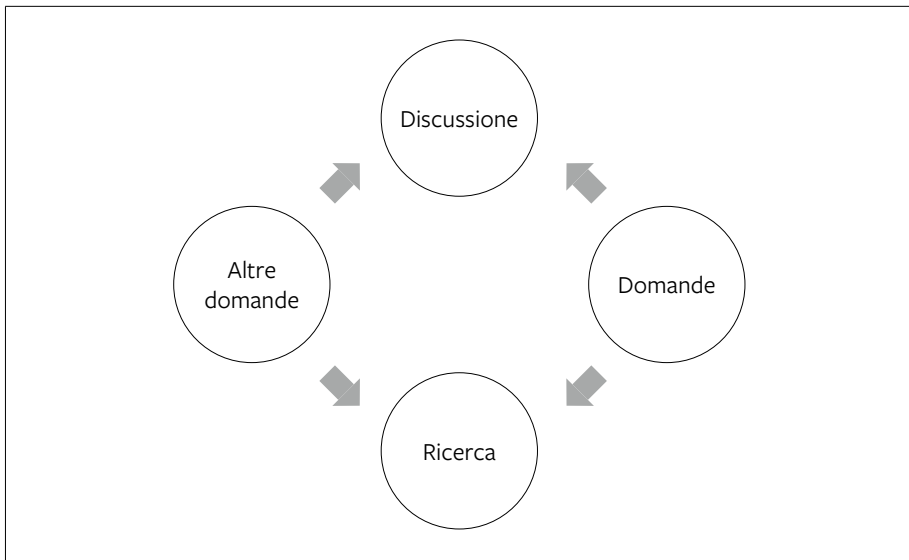 Discussione
Altre
domande
Domande
Ricerca